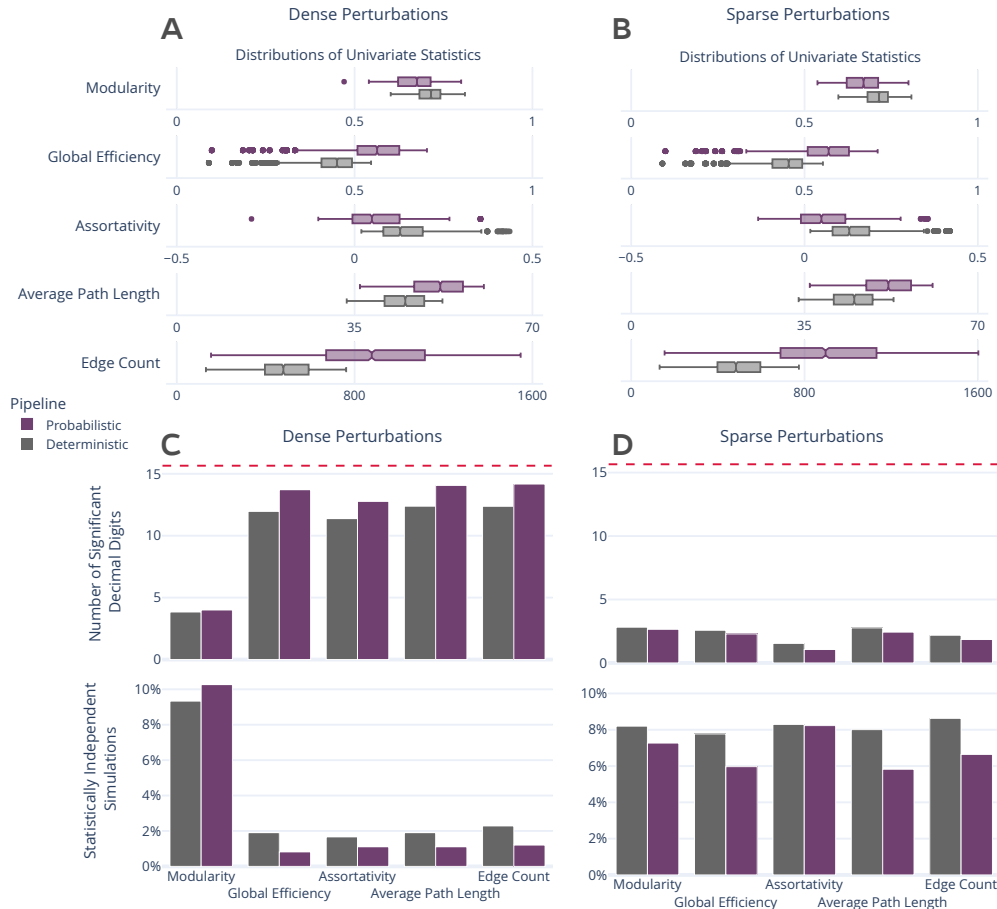 A
Dense Perturbations
Distributions of Univariate Statistics
Modularity
0
0.5
1
Global Efficiency
0
0.5
1
Assortativity
−0.5
0
0.5
Average Path Length
0
35
70
Edge Count
0
800
1600
B
Sparse Perturbations
Distributions of Univariate Statistics
0
0.5
1
0
0.5
1
−0.5
0
0.5
0
35
70
0
800
1600
Pipeline
Probabilistic
Deterministic
C
Dense Perturbations
Number of Significant
Decimal Digits
15
10
5
0
Statistically Independent
Simulations
10%
8%
6%
4%
2%
0%
Modularity
Global Efficiency
Assortativity
Average Path Length
Edge Count
D
Sparse Perturbations
15
10
5
0
10%
8%
6%
4%
2%
0%
Modularity
Global Efficiency
Assortativity
Average Path Length
Edge Count